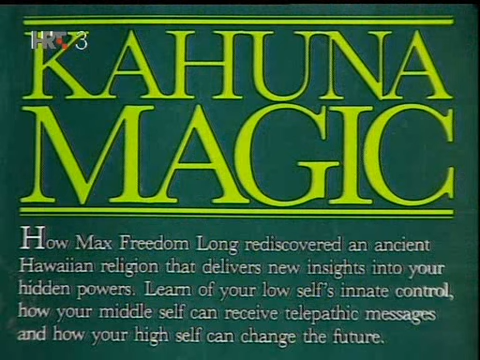 HRT 3
KAHUNA
MAGIC
How Max Freedom Long rediscovered an ancient
Hawaiian religion that delivers new insights into your
hidden powers. Learn of your low self's innate control,
how your middle self can receive telepathic messages
and how your high self can change the future.